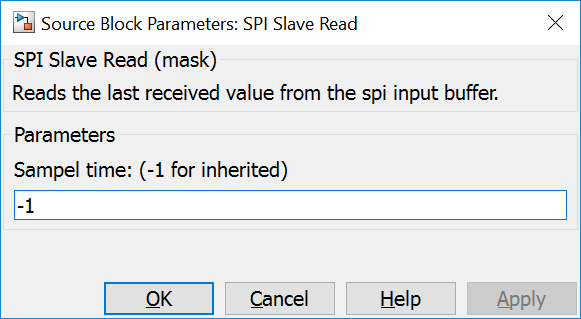 Source Block Parameters: SPI Slave Read
SPI Slave Read (mask)
Reads the last received value from the spi input buffer.
Parameters
Sampel time: (-1 for inherited)
-1
OK Cancel Help Apply